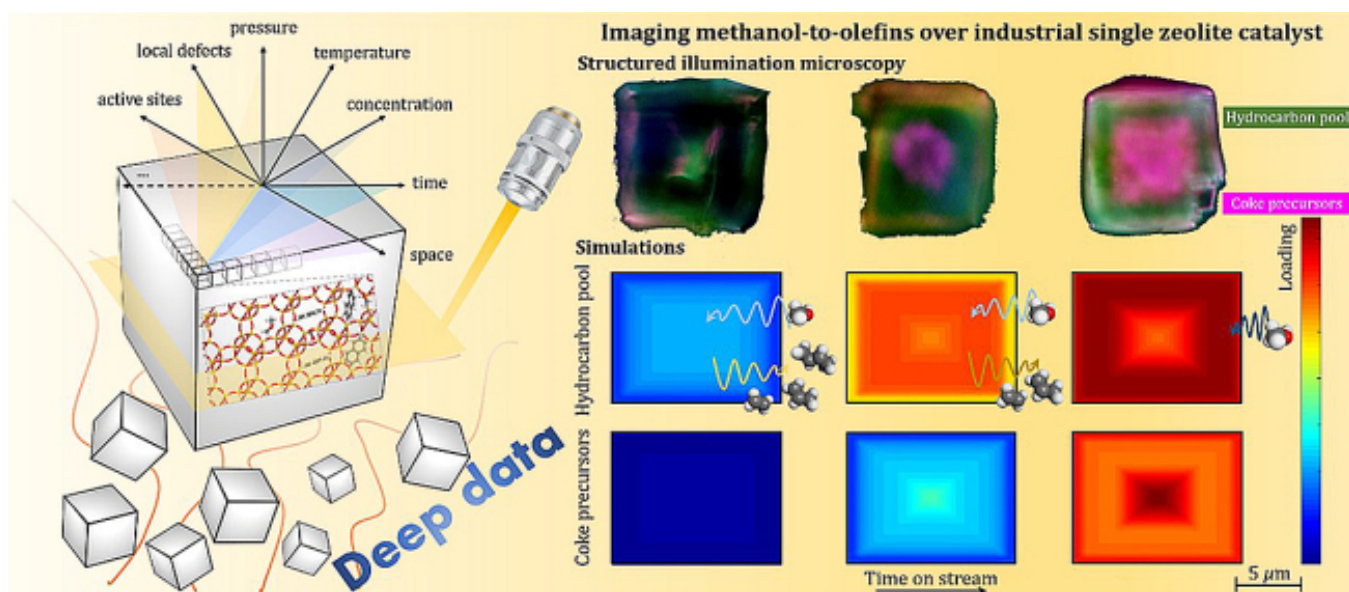 pressure
local defects
temperature
active sites
concentration
...
time
space
Deep data
Imaging methanol-to-olefins over industrial single zeolite catalyst
Structured illumination microscopy
Hydrocarbon pool
Coke precursors
Simulations
Hydrocarbon pool
Coke precursors
Loading
Time on stream
5 μm